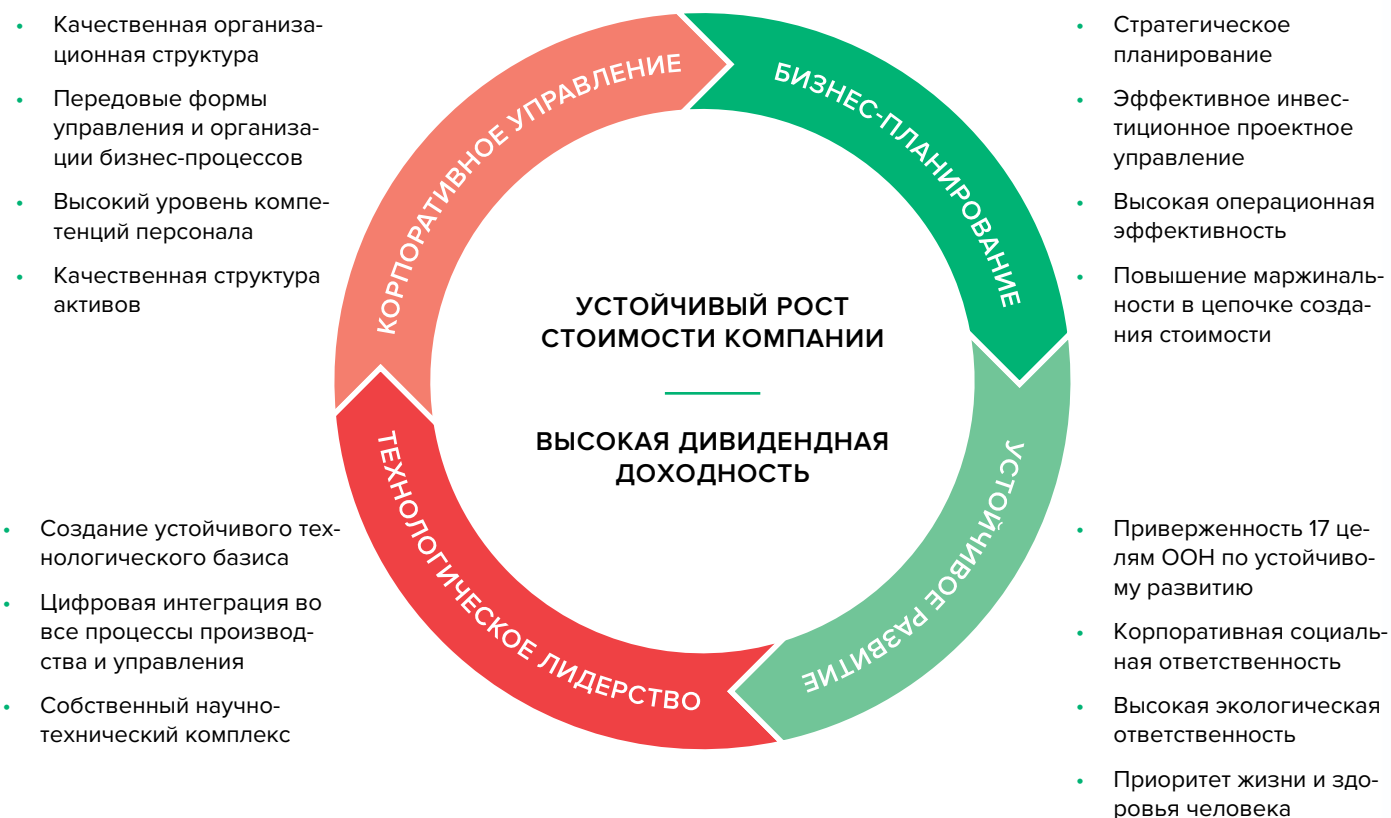 • Качественная организа-
ционная структура
• Передовые формы
управления и организа-
ции бизнес-процессов
• Высокий уровень компе-
тенций персонала
• Качественная структура
активов
КОРПОРАТИВНОЕ УПРАВЛЕНИЕ
БИЗНЕС-ПЛАНИРОВАНИЕ
• Стратегическое
планирование
• Эффективное инвес-
тиционное проектное
управление
• Высокая операционная
эффективность
• Повышение маржиналь-
ности в цепочке созда-
ния стоимости
УСТОЙЧИВЫЙ РОСТ
СТОИМОСТИ КОМПАНИИ
ВЫСОКАЯ ДИВИДЕНДНАЯ
ДОХОДНОСТЬ
• Создание устойчивого тех-
нологического базиса
• Цифровая интеграция во
все процессы производ-
ства и управления
• Собственный научно-
технический комплекс
ТЕХНОЛОГИЧЕСКОЕ ЛИДЕРСТВО
УСТОЙЧИВОЕ РАЗВИТИЕ
• Приверженность 17 це-
лям ООН по устойчиво-
му развитию
• Корпоративная социаль-
ная ответственность
• Высокая экологическая
ответственность
• Приоритет жизни и здо-
ровья человека